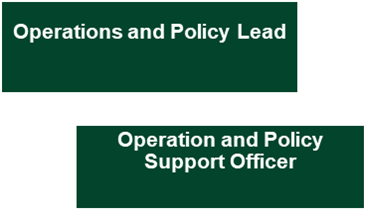 Operations and Policy Lead
Operation and Policy
Support Officer